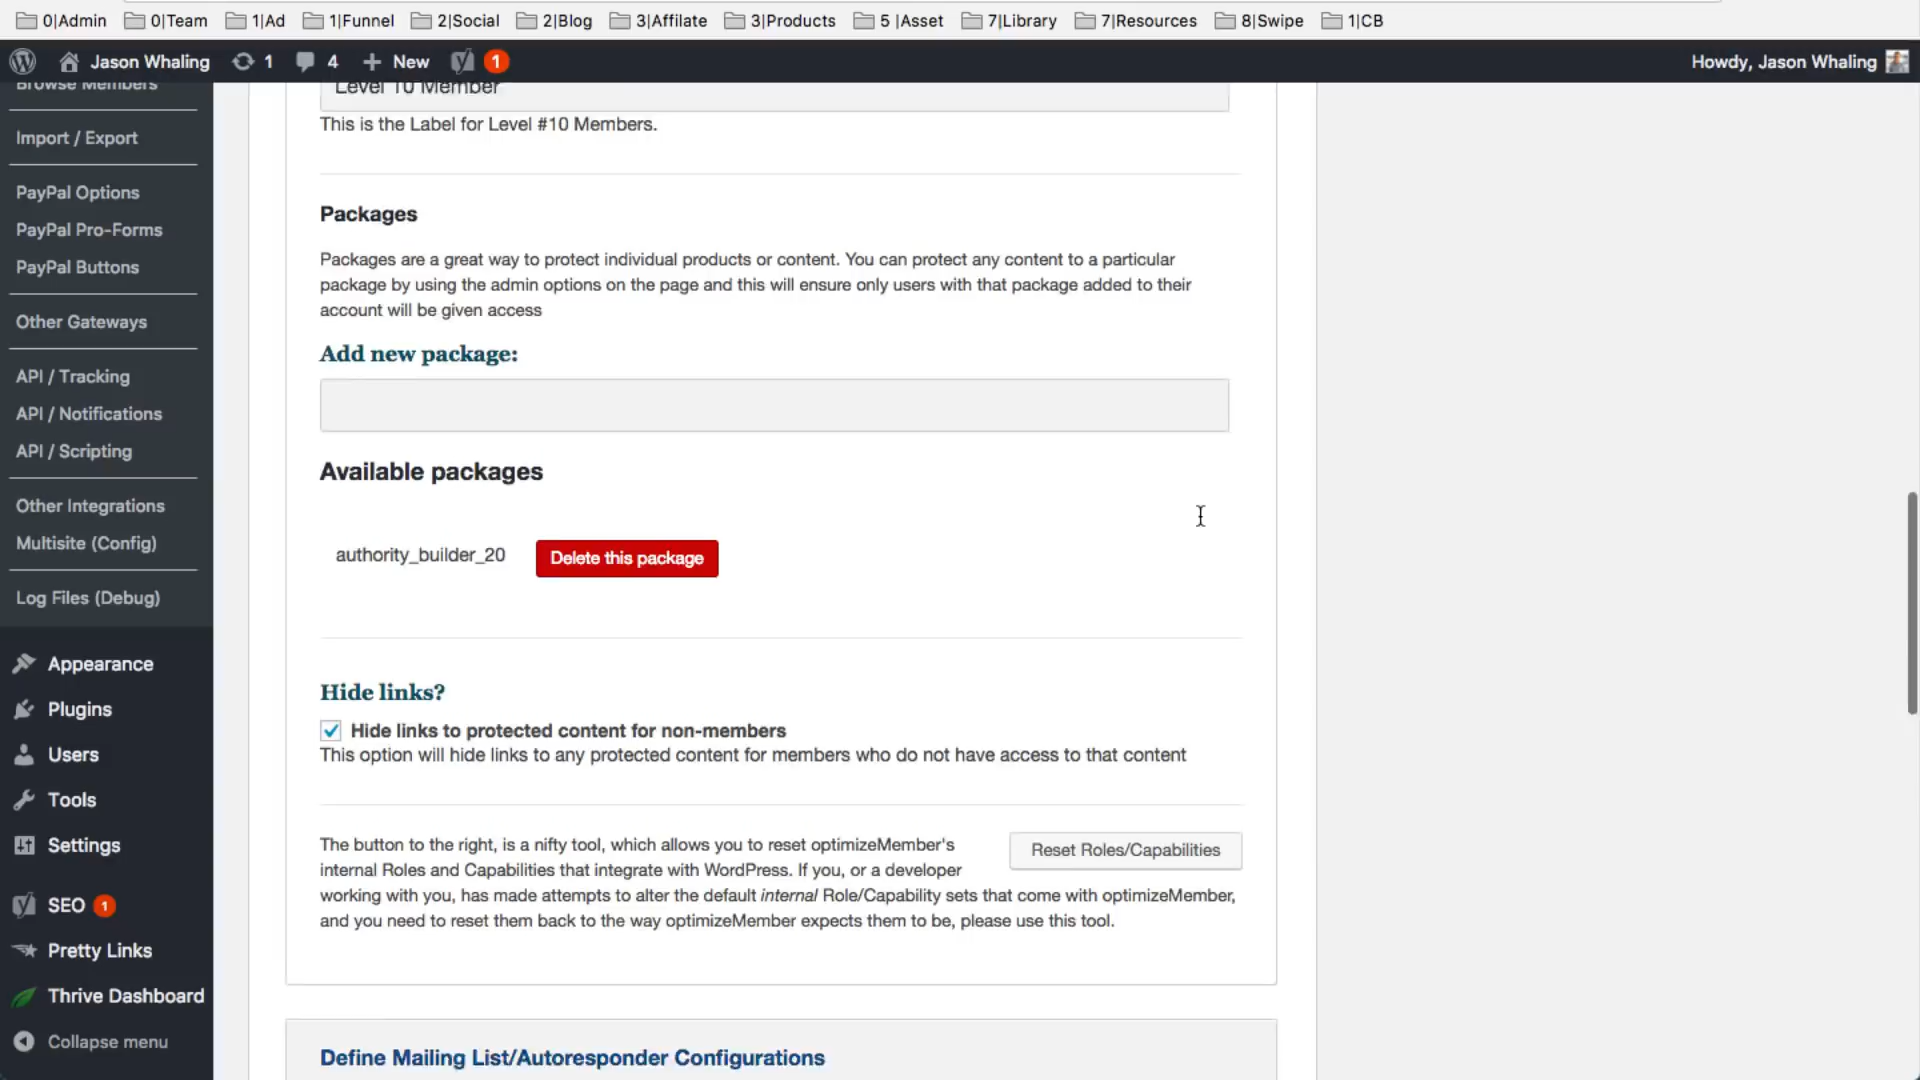 0|Admin 0|Team 1|Ad 1|Funnel 2|Social 2|Blog 3|Affilate 3|Products 5 |Asset 7|Library 7|Resources 8|Swipe 1|CB
Jason Whaling 1 4 New 1 Howdy, Jason Whaling
Browse Members
Import / Export
PayPal Options
PayPal Pro-Forms
PayPal Buttons
Other Gateways
API / Tracking
API / Notifications
API / Scripting
Other Integrations
Multisite (Config)
Log Files (Debug)
Appearance
Plugins
Users
Tools
Settings
SEO 1
Pretty Links
Thrive Dashboard
Collapse menu
Level 10 Member
This is the Label for Level #10 Members.
Packages
Packages are a great way to protect individual products or content. You can protect any content to a particular
package by using the admin options on the page and this will ensure only users with that package added to their
account will be given access
Add new package:
Available packages
authority_builder_20 Delete this package
Hide links?
Hide links to protected content for non-members
This option will hide links to any protected content for members who do not have access to that content
The button to the right, is a nifty tool, which allows you to reset optimizeMember's
internal Roles and Capabilities that integrate with WordPress. If you, or a developer
working with you, has made attempts to alter the default internal Role/Capability sets that come with optimizeMember,
and you need to reset them back to the way optimizeMember expects them to be, please use this tool.
Reset Roles/Capabilities
Define Mailing List/Autoresponder Configurations